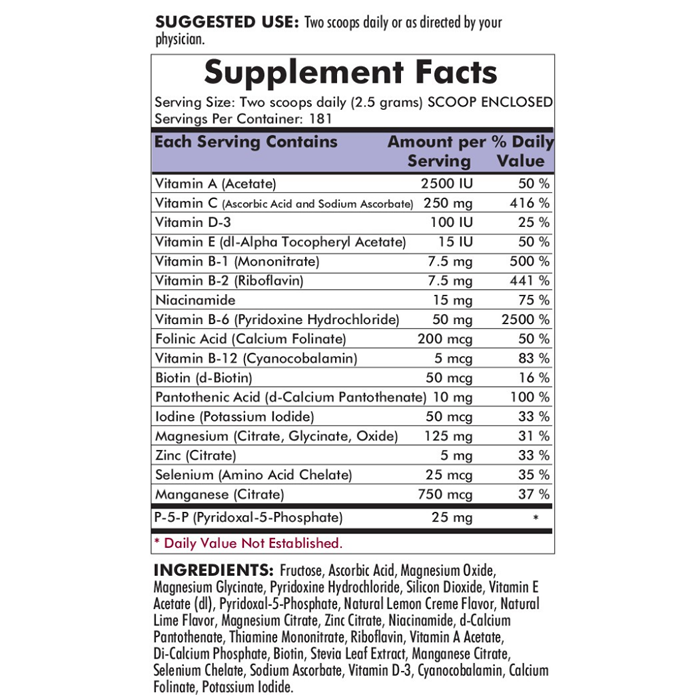 SUGGESTED USE: Two scoops daily or as directed by your
physician.
Supplement Facts
Serving Size: Two scoops daily (2.5 grams) SCOOP ENCLOSED
Servings Per Container: 181
Each Serving Contains Amount per % Daily
Serving Value
Vitamin A (Acetate) 2500 IU 50 %
Vitamin C (Ascorbic Acid and Sodium Ascorbate) 250 mg 416 %
Vitamin D-3 100 IU 25 %
Vitamin E (dl-Alpha Tocopheryl Acetate) 15 IU 50 %
Vitamin B-1 (Mononitrate) 7.5 mg 500 %
Vitamin B-2 (Riboflavin) 7.5 mg 441 %
Niacinamide 15 mg 75 %
Vitamin B-6 (Pyridoxine Hydrochloride) 50 mg 2500 %
Folinic Acid (Calcium Folinate) 200 mcg 50 %
Vitamin B-12 (Cyanocobalamin) 5 mcg 83 %
Biotin (d-Biotin) 50 mcg 16 %
Pantothenic Acid (d-Calcium Pantothenate) 10 mg 100 %
Iodine (Potassium Iodide) 50 mcg 33 %
Magnesium (Citrate, Glycinate, Oxide) 125 mg 31 %
Zinc (Citrate) 5 mg 33 %
Selenium (Amino Acid Chelate) 25 mcg 35 %
Manganese (Citrate) 750 mcg 37 %
P-5-P (Pyridoxal-5-Phosphate) 25 mg *
* Daily Value Not Established.
INGREDIENTS: Fructose, Ascorbic Acid, Magnesium Oxide,
Magnesium Glycinate, Pyridoxine Hydrochloride, Silicon Dioxide, Vitamin E
Acetate (dl), Pyridoxal-5-Phosphate, Natural Lemon Creme Flavor, Natural
Lime Flavor, Magnesium Citrate, Zinc Citrate, Niacinamide, d-Calcium
Pantothenate, Thiamine Mononitrate, Riboflavin, Vitamin A Acetate,
Di-Calcium Phosphate, Biotin, Stevia Leaf Extract, Manganese Citrate,
Selenium Chelate, Sodium Ascorbate, Vitamin D-3, Cyanocobalamin, Calcium
Folinate, Potassium Iodide.